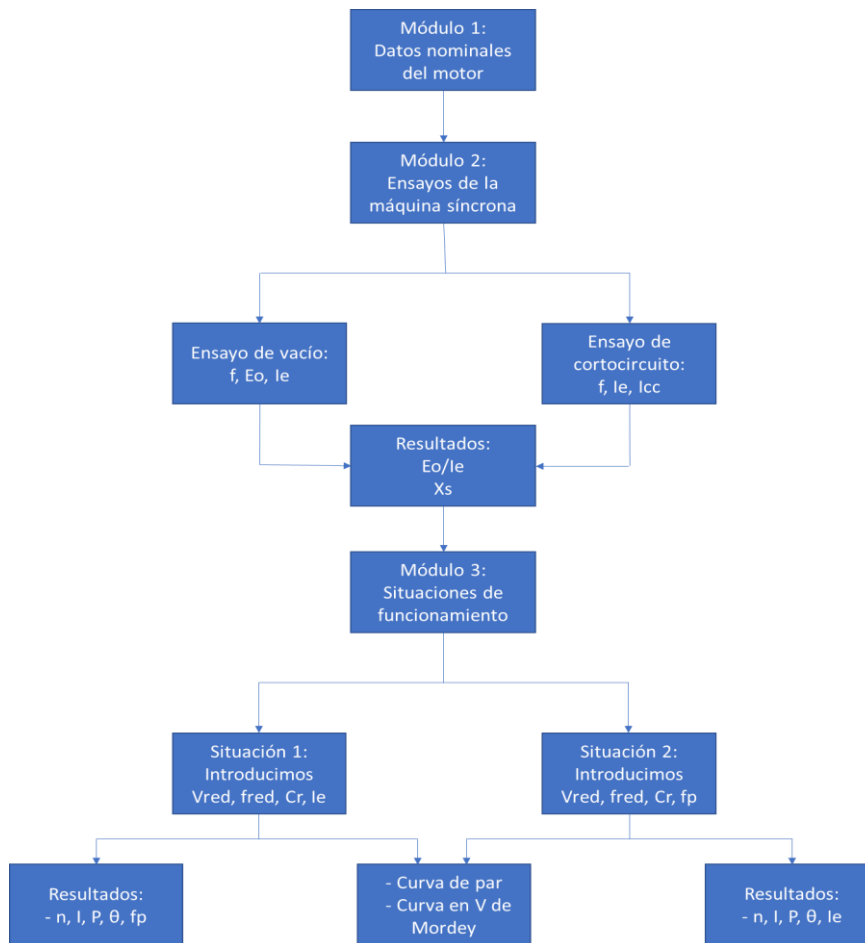 Módulo 1:
Datos nominales
del motor
Módulo 2:
Ensayos de la
máquina síncrona
Ensayo de vacío:
f, Eo, Ie
Ensayo de
cortocircuito:
f, Ie, Icc
Resultados:
Eo/Ie
Xs
Módulo 3:
Situaciones de
funcionamiento
Situación 1:
Introducimos
Vred, fred, Cr, Ie
Situación 2:
Introducimos
Vred, fred, Cr, fp
Resultados:
- n, I, P, θ, fp
- Curva de par
- Curva en V de
Mordey
Resultados:
- n, I, P, θ, Ie